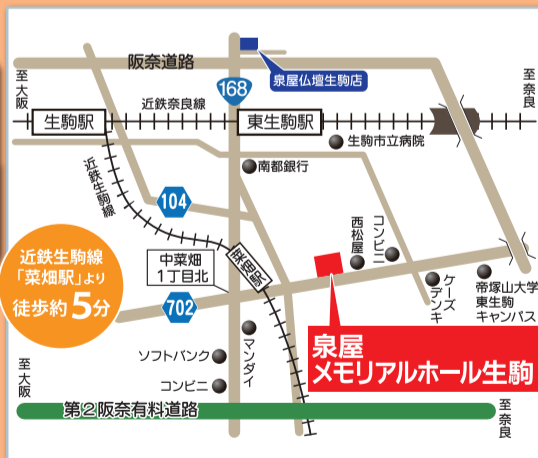 阪奈道路
泉屋仏壇生駒店
至大阪
168
至奈良
近鉄奈良線
生駒駅
東生駒駅
生駒市立病院
近鉄生駒線
南都銀行
104
西松屋
コンビニ
近鉄生駒線
「菜畑駅」より
徒歩約5分
中菜畑
1丁目北
菜畑駅
702
ケーズ
デンキ
帝塚山大学
東生駒
キャンパス
泉屋
メモリアルホール生駒
ソフトバンク
マンダイ
コンビニ
至大阪
第2阪奈有料道路
至奈良